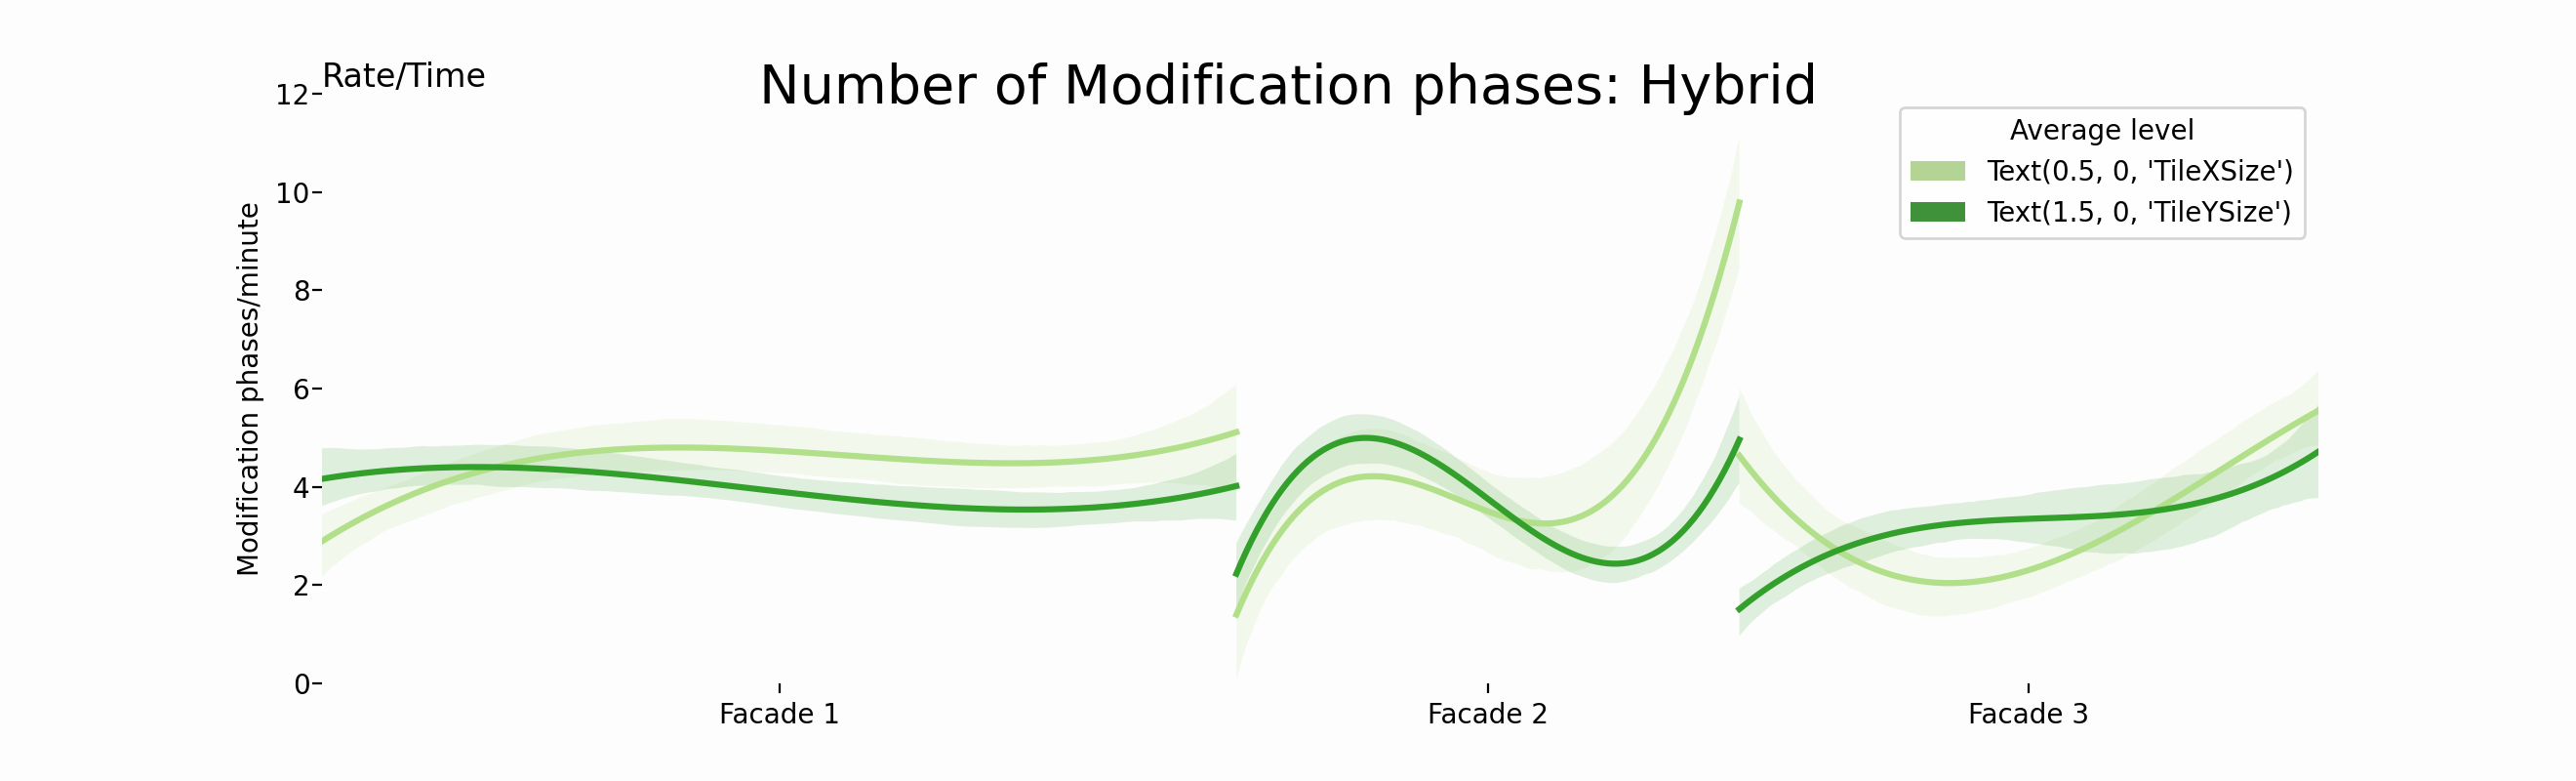 Rate/Time
Number of Modification phases: Hybrid
12
10
8
6
4
2
0
Modification phases/minute
Average level
Text(0.5, 0, 'TileXSize')
Text(1.5, 0, 'TileYSize')
Facade 1
Facade 2
Facade 3